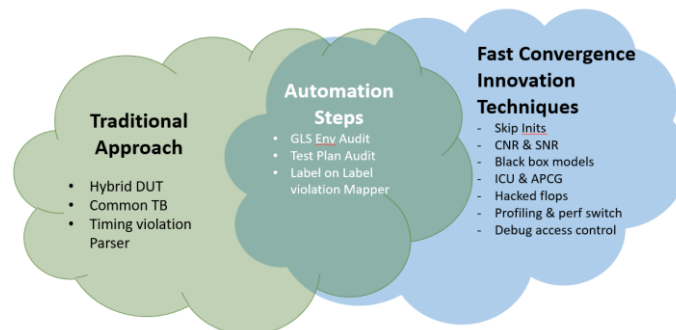 Traditional
Approach
• Hybrid DUT
• Common TB
• Timing violation
Parser
Automation
Steps
• GLS Env Audit
• Test Plan Audit
• Label on Label
violation Mapper
Fast Convergence
Innovation
Techniques
- Skip Inits
- CNR & SNR
- Black box models
- ICU & APCG
- Hacked flops
- Profiling & perf switch
- Debug access control